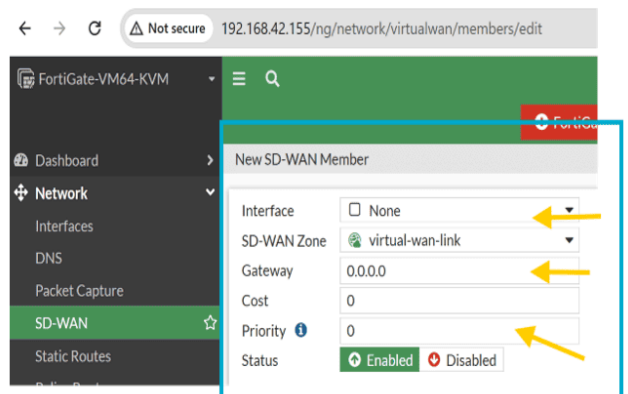 Not secure 192.168.42.155/ng/network/virtualwan/members/edit
FortiGate-VM64-KVM
Dashboard
Network
Interfaces
DNS
Packet Capture
SD-WAN
Static Routes
New SD-WAN Member
Interface None
SD-WAN Zone virtual-wan-link
Gateway 0.0.0.0
Cost 0
Priority 0
Status Enabled Disabled